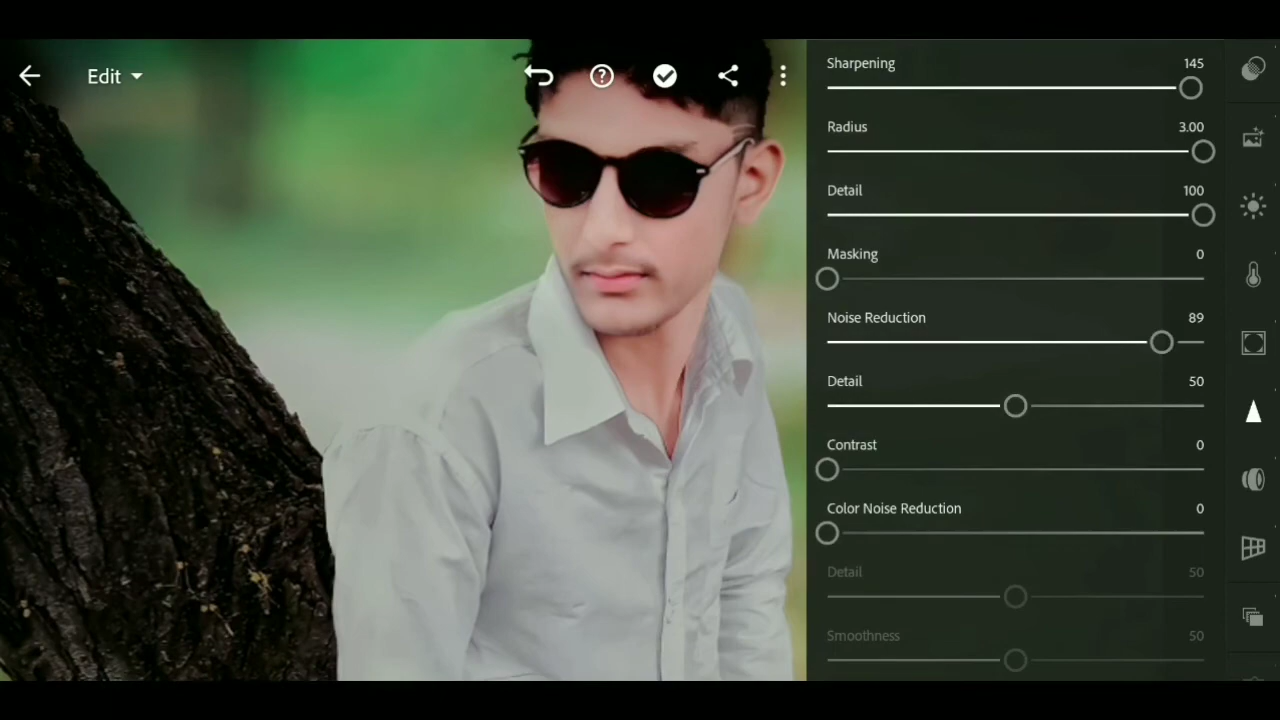 Edit
Sharpening 145
Radius 3.00
Detail 100
Masking 0
Noise Reduction 89
Detail 50
Contrast 0
Color Noise Reduction 0
Detail 50
Smoothness 50